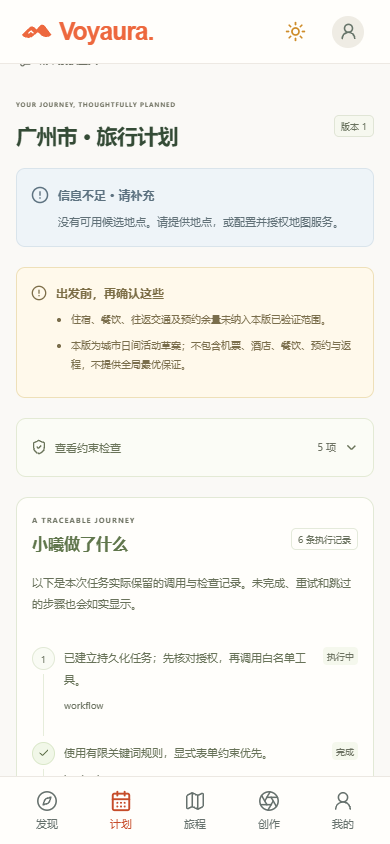 Voyaura.
YOUR JOURNEY, THOUGHTFULLY PLANNED
广州市 • 旅行计划
版本 1
信息不足 • 请补充
没有可用候选地点。请提供地点，或配置并授权地图服务。
出发前，再确认这些
住宿、餐饮、往返交通及预约余量未纳入本版已验证范围。
本版为城市日间活动草案；不包含机票、酒店、餐饮、预约与返
程，不提供全局最优保证。
查看约束检查
5 项
A TRACEABLE JOURNEY
小曦做了什么
6 条执行记录
以下是本次任务实际保留的调用与检查记录。未完成、重试和跳过
的步骤也会如实显示。
1
已建立持久化任务；先核对授权，再调用白名单工
具。
执行中
workflow
使用有限关键词规则，显式表单约束优先。
完成
发现
计划
旅程
创作
我的